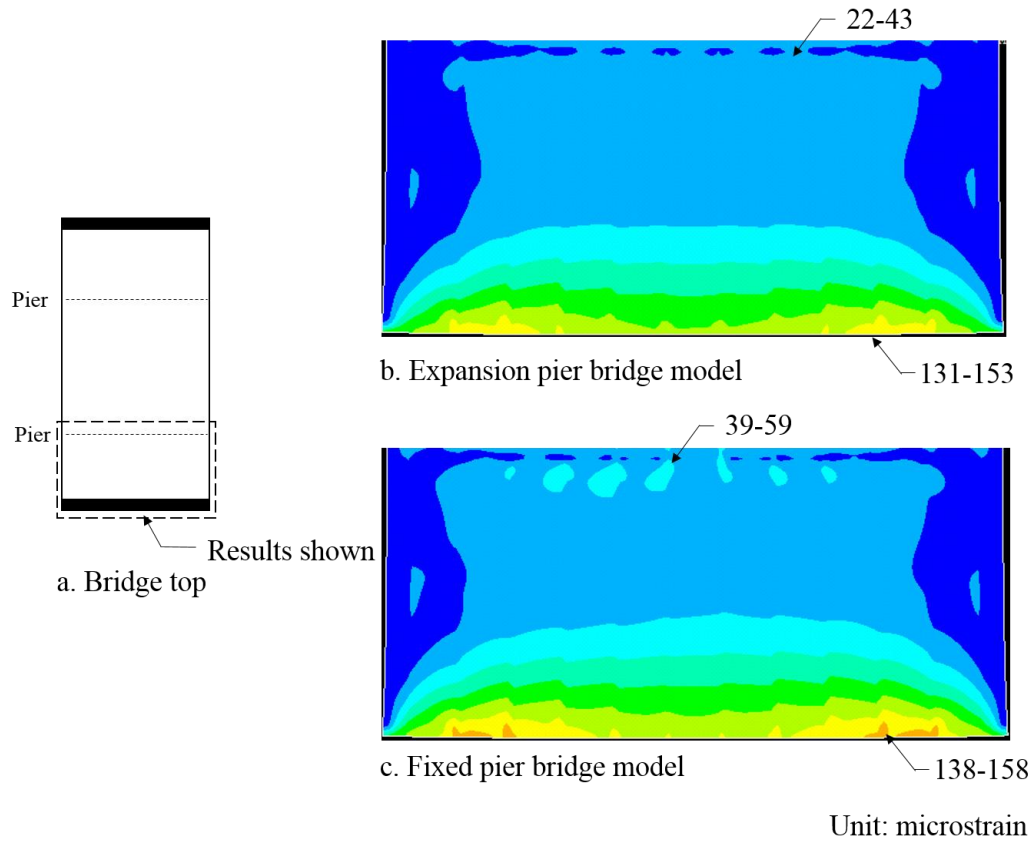 22-43
Pier
b. Expansion pier bridge model
131-153
39-59
Pier
Results shown
a. Bridge top
c. Fixed pier bridge model
138-158
Unit: microstrain